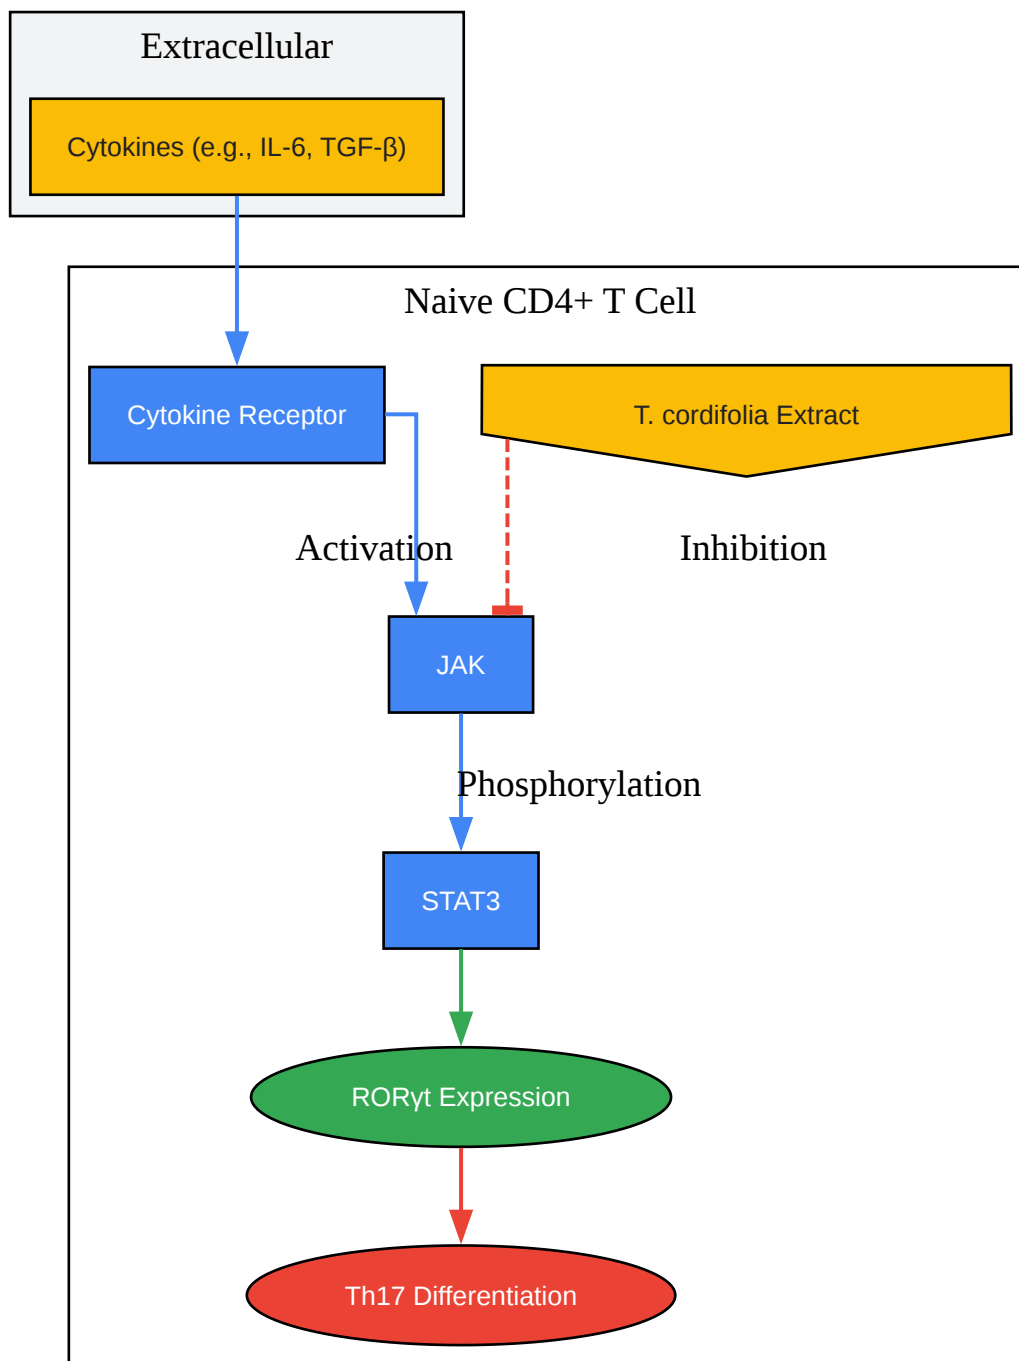 Extracellular
Cytokines (e.g., IL-6, TGF-β)
Naive CD4+ T Cell
Cytokine Receptor
T. cordifolia Extract
Activation
Inhibition
JAK
Phosphorylation
STAT3
RORγt Expression
Th17 Differentiation